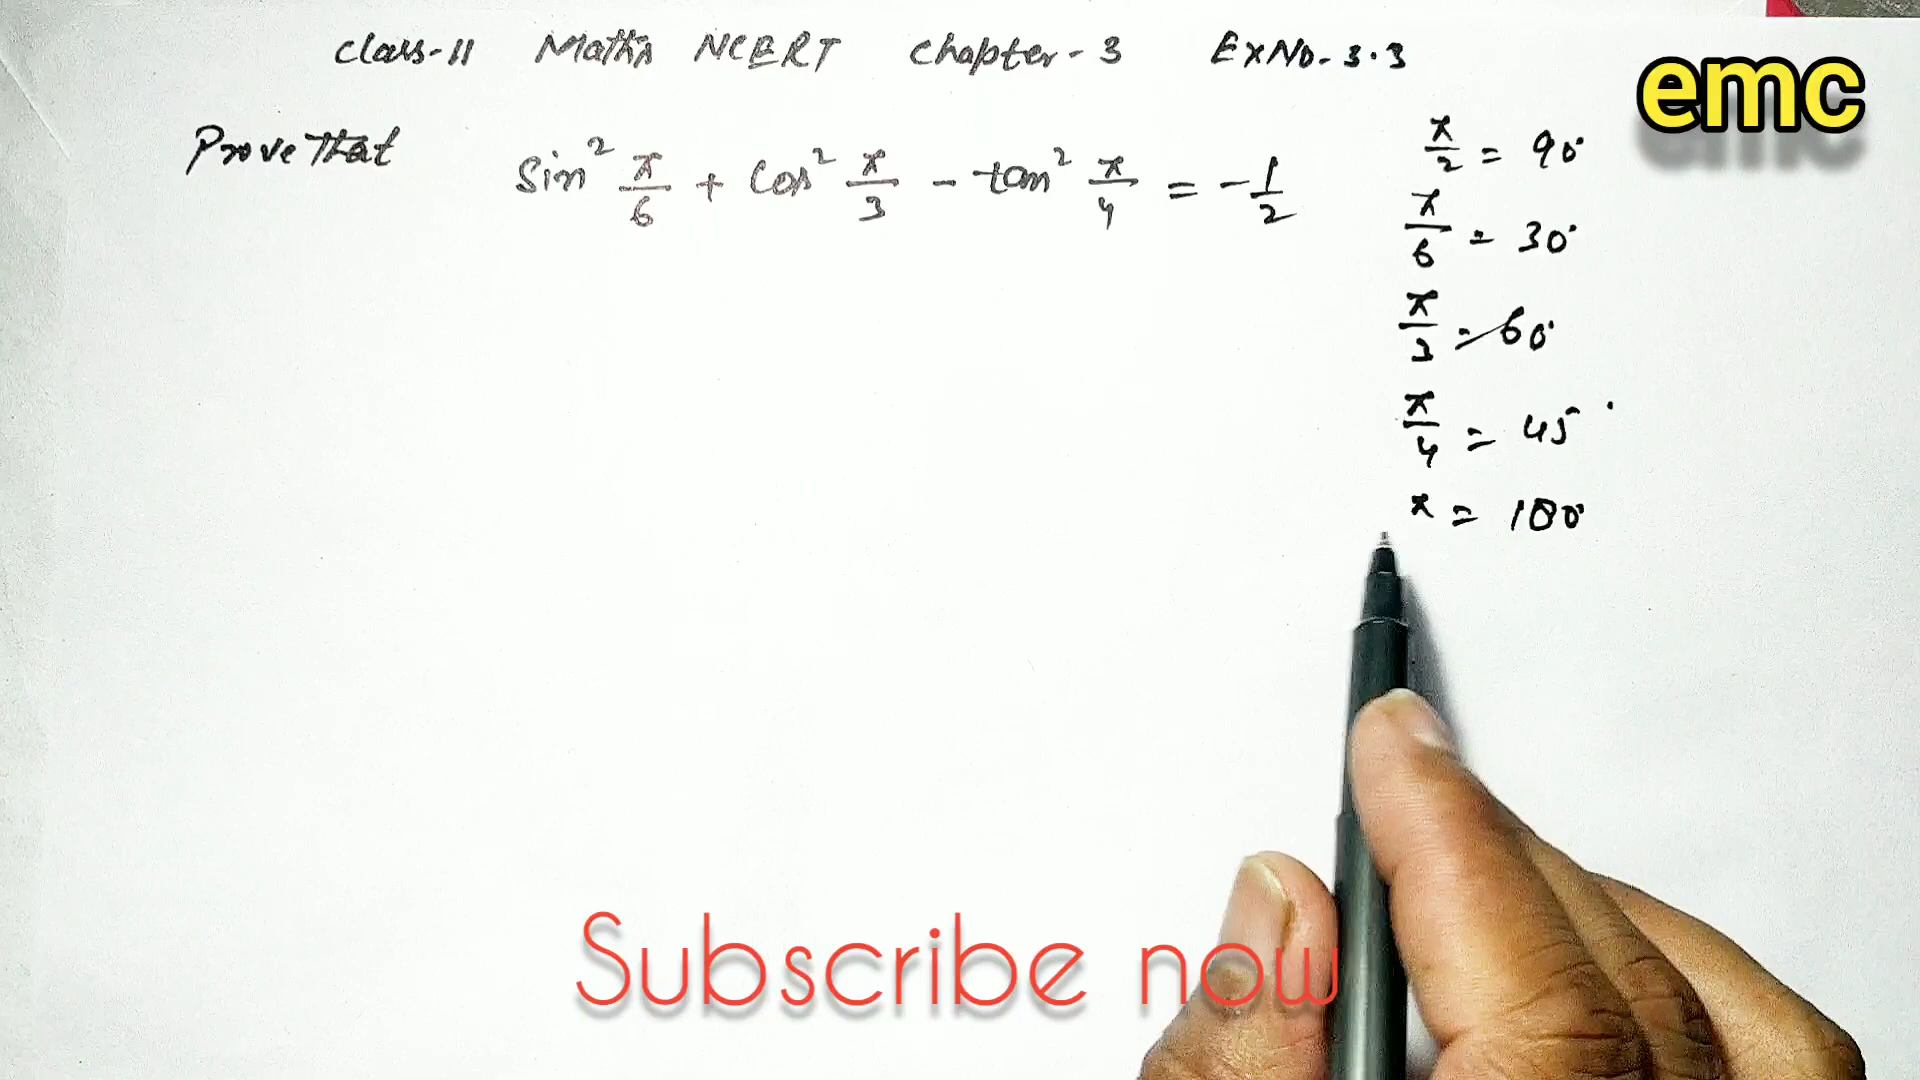 Class-11 Maths NCERT Chapter-3 EXNO-3.3
emc
Prove That sin² π/6 + cos² π/3 - tan² π/4 = -1/2
π/2 = 90°
π/6 = 30°
π/3 = 60°
π/4 = 45°
π = 180°
Subscribe now